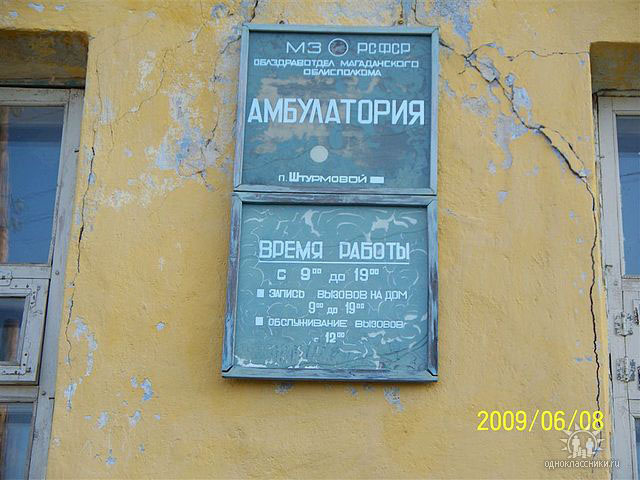 МЗ РСФСР
ОБЛЗДРАВОТДЕЛ МАГАДАНСКОГО
ОБЛИСПОЛКОМА
АМБУЛАТОРИЯ
п. ШТУРМОВОЙ
ВРЕМЯ РАБОТЫ
С 9⁰⁰ ДО 19⁰⁰
ЗАПИСЬ ВЫЗОВОВ НА ДОМ
9⁰⁰ ДО 19⁰⁰
ОБСЛУЖИВАНИЕ ВЫЗОВОВ
С 12⁰⁰
2009/06/08
одноклассники.ru